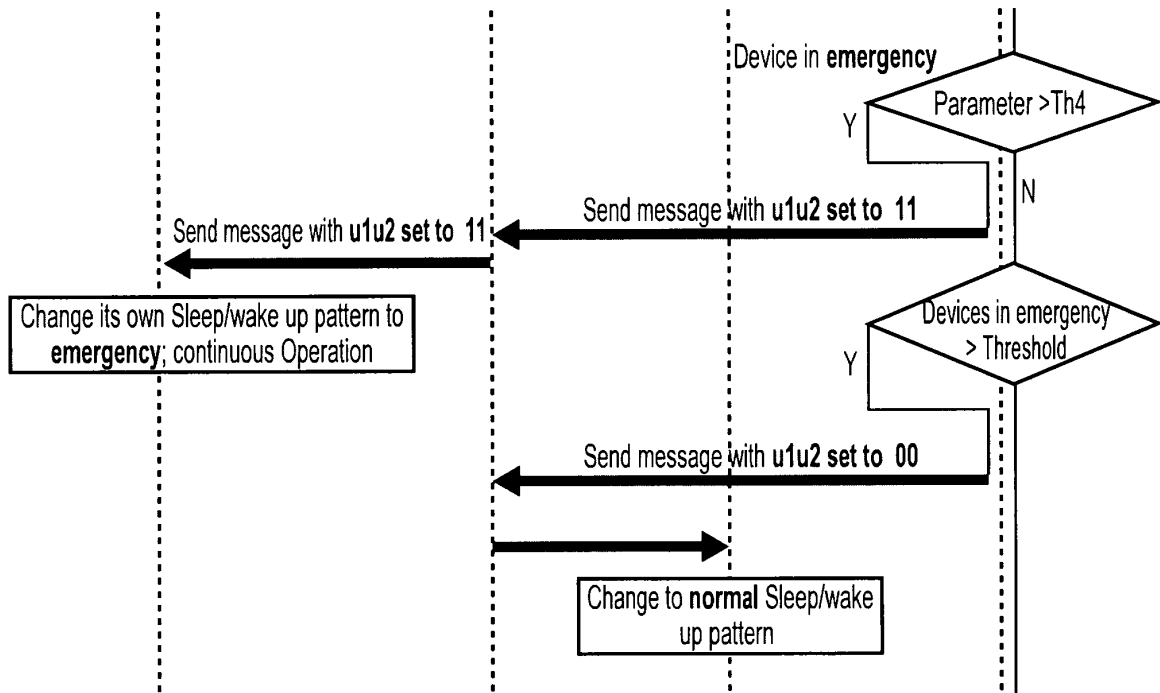 Device in emergency
Parameter >Th4
Y
N
Send message with u1u2 set to 11
Send message with u1u2 set to 11
Change its own Sleep/wake up pattern to
emergency; continuous Operation
Devices in emergency
> Threshold
Y
Send message with u1u2 set to 00
Change to normal Sleep/wake
up pattern